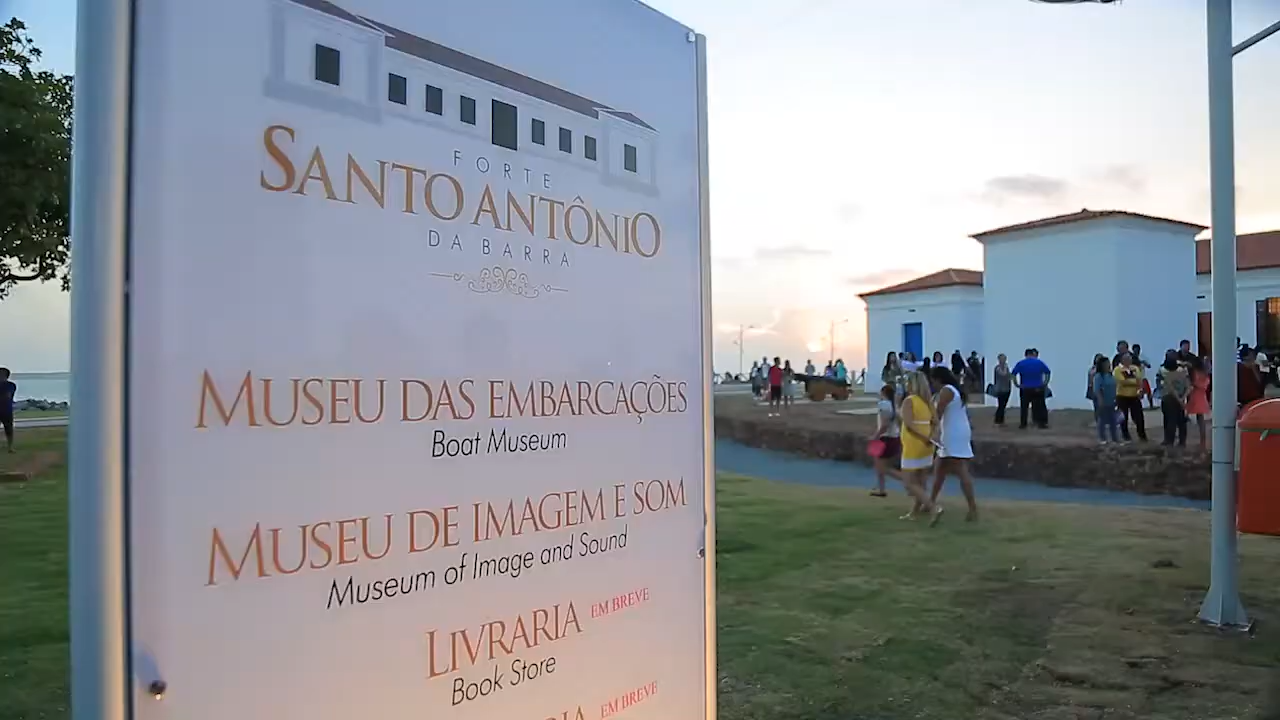 FORTE
SANTO ANTÔNIO
DA BARRA
MUSEU DAS EMBARCAÇÕES
Boat Museum
MUSEU DE IMAGEM E SOM
Museum of Image and Sound
LIVRARIA EM BREVE
Book Store
EM BREVE